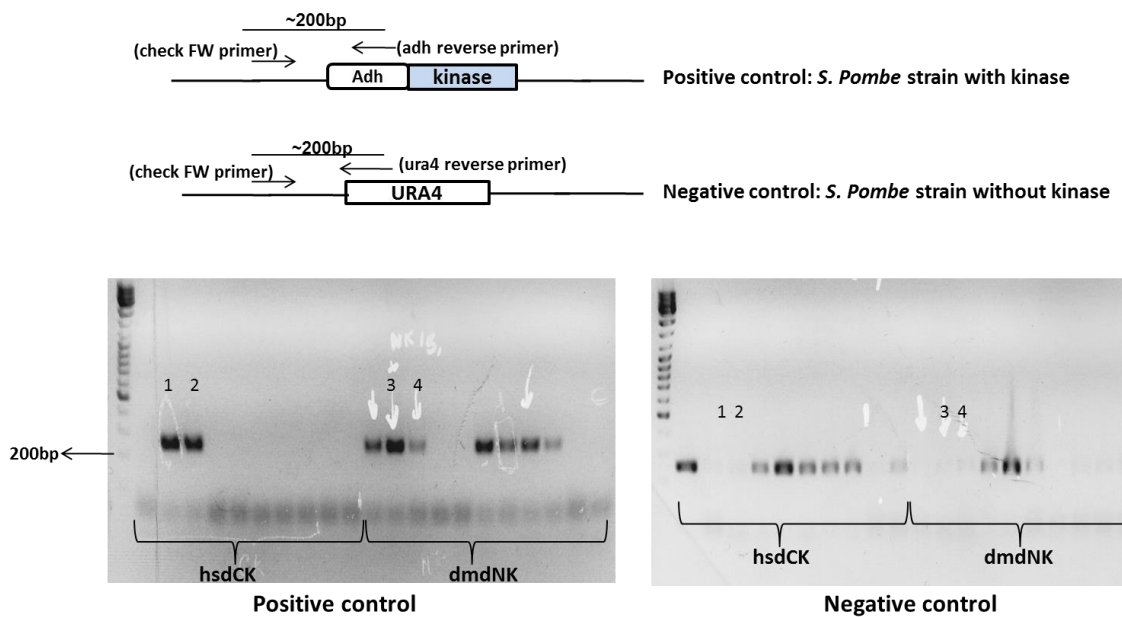 ~200bp
(check FW primer)
(adh reverse primer)
Adh
kinase
Positive control: S. Pombe strain with kinase
~200bp
(check FW primer)
(ura4 reverse primer)
URA4
Negative control: S. Pombe strain without kinase
1 2
3 4
1 2
3 4
200bp
hsdCK
dmdNK
hsdCK
dmdNK
Positive control
Negative control